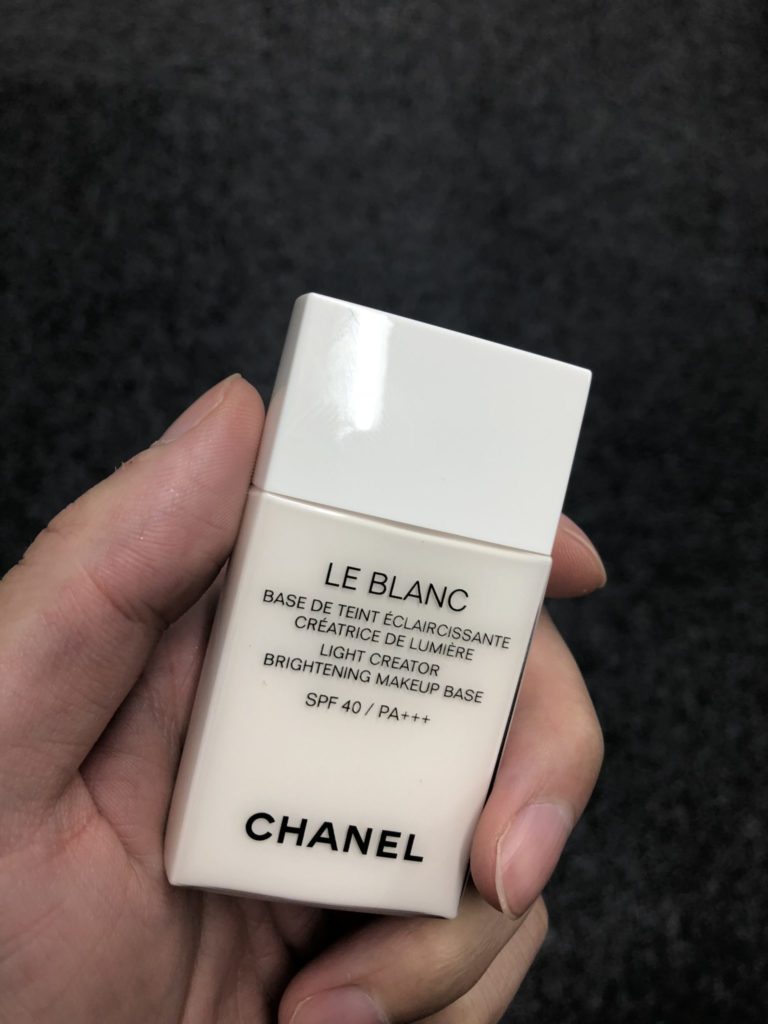 LE BLANC
BASE DE TEINT ÉCLAIRCISSANTE
CRÉATRICE DE LUMIÈRE
LIGHT CREATOR
BRIGHTENING MAKEUP BASE
SPF 40 / PA+++
CHANEL